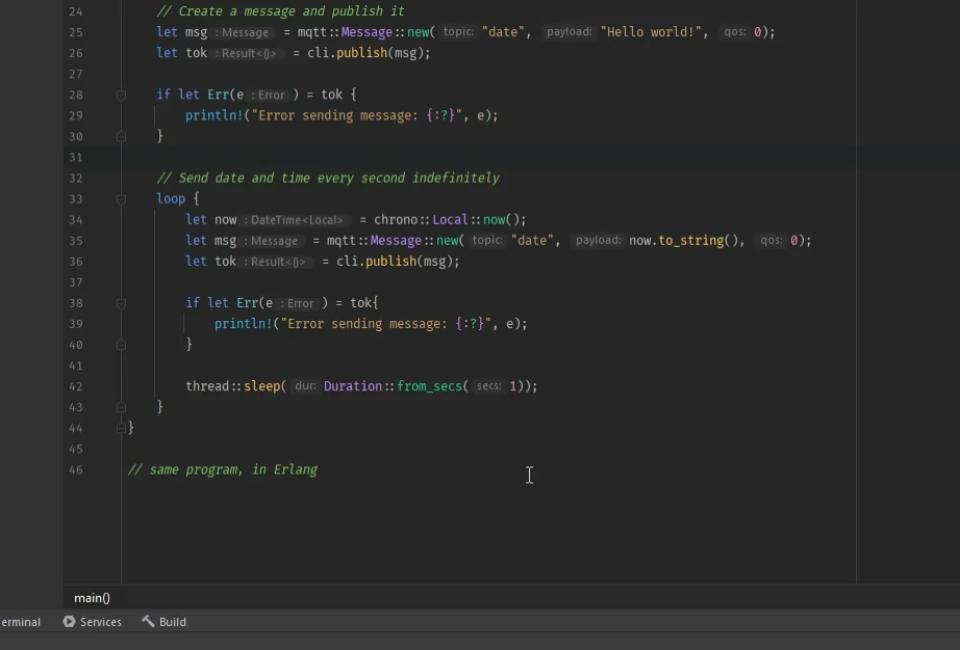 24 // Create a message and publish it
25 let msg : Message = mqtt::Message::new( topic: "date", payload: "Hello world!", qos: 0);
26 let tok : Result<()> = cli.publish(msg);
27
28 if let Err(e : Error ) = tok {
29 println!("Error sending message: {:?}", e);
30 }
31
32 // Send date and time every second indefinitely
33 loop {
34 let now : DateTime<Local> = chrono::Local::now();
35 let msg : Message = mqtt::Message::new( topic: "date", payload: now.to_string(), qos: 0);
36 let tok : Result<()> = cli.publish(msg);
37
38 if let Err(e : Error ) = tok{
39 println!("Error sending message: {:?}", e);
40 }
41
42 thread::sleep( dur: Duration::from_secs( secs: 1));
43 }
44 }
45
46 // same program, in Erlang
main()
erminal Services Build